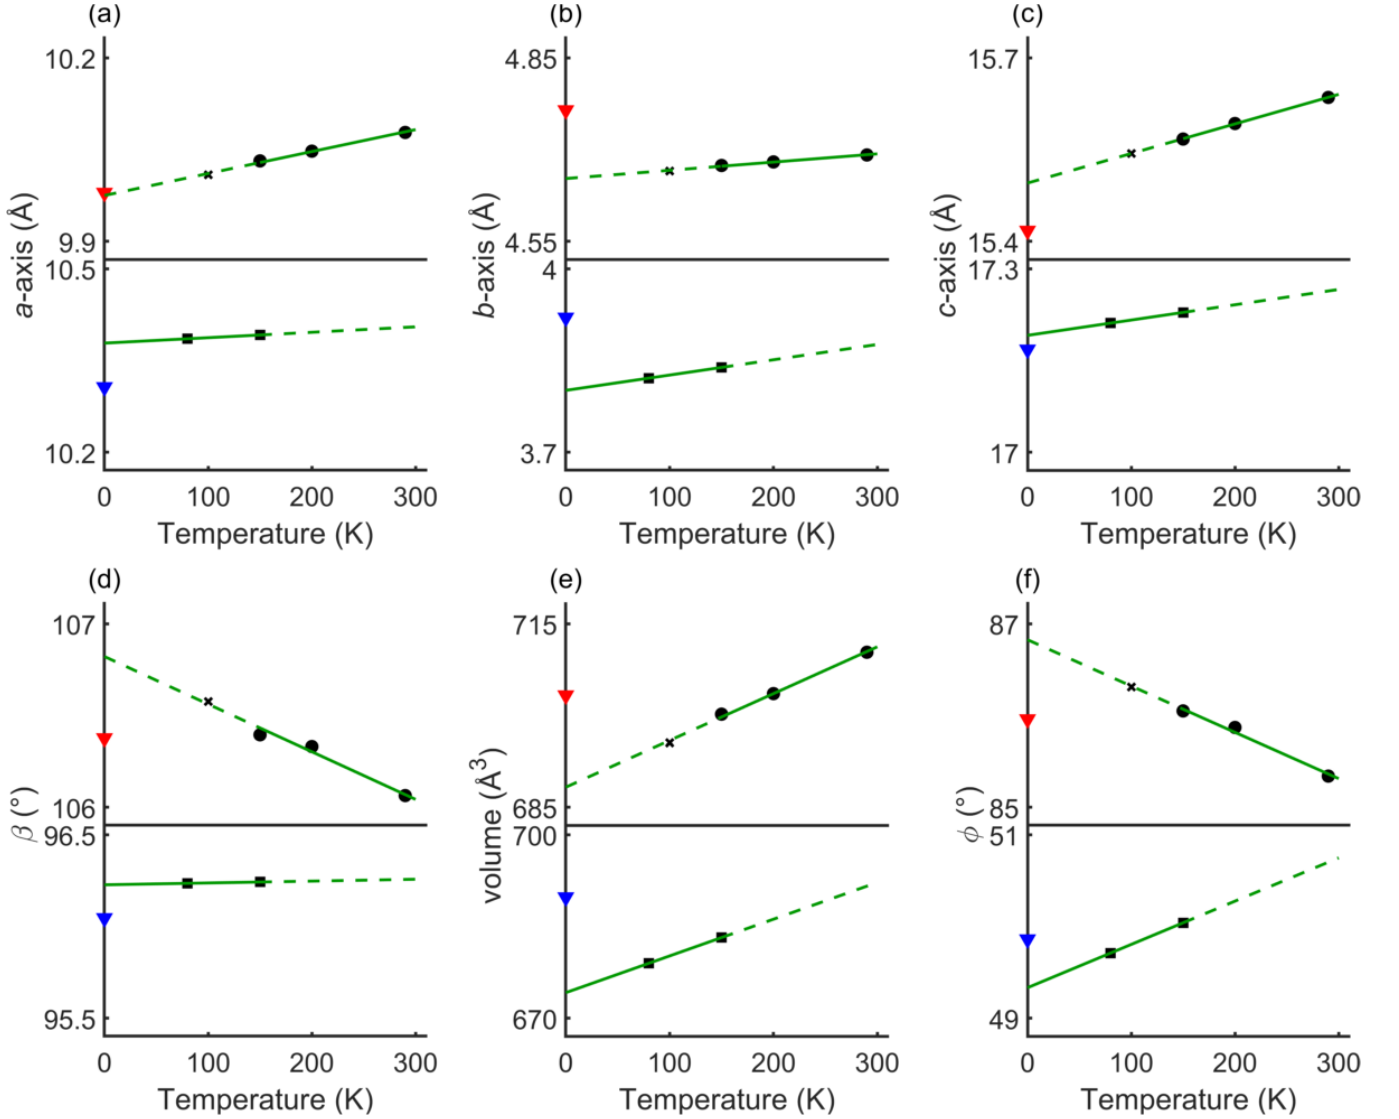 (a)
10.2
9.9
10.5
10.2
a-axis (Å)
0 100 200 300
Temperature (K)
(b)
4.85
4.55
4
3.7
b-axis (Å)
0 100 200 300
Temperature (K)
(c)
15.7
15.4
17.3
17
c-axis (Å)
0 100 200 300
Temperature (K)
(d)
107
106
96.5
95.5
β (°)
0 100 200 300
Temperature (K)
(e)
715
685
700
670
volume (Å³)
0 100 200 300
Temperature (K)
(f)
87
85
51
49
ϕ (°)
0 100 200 300
Temperature (K)